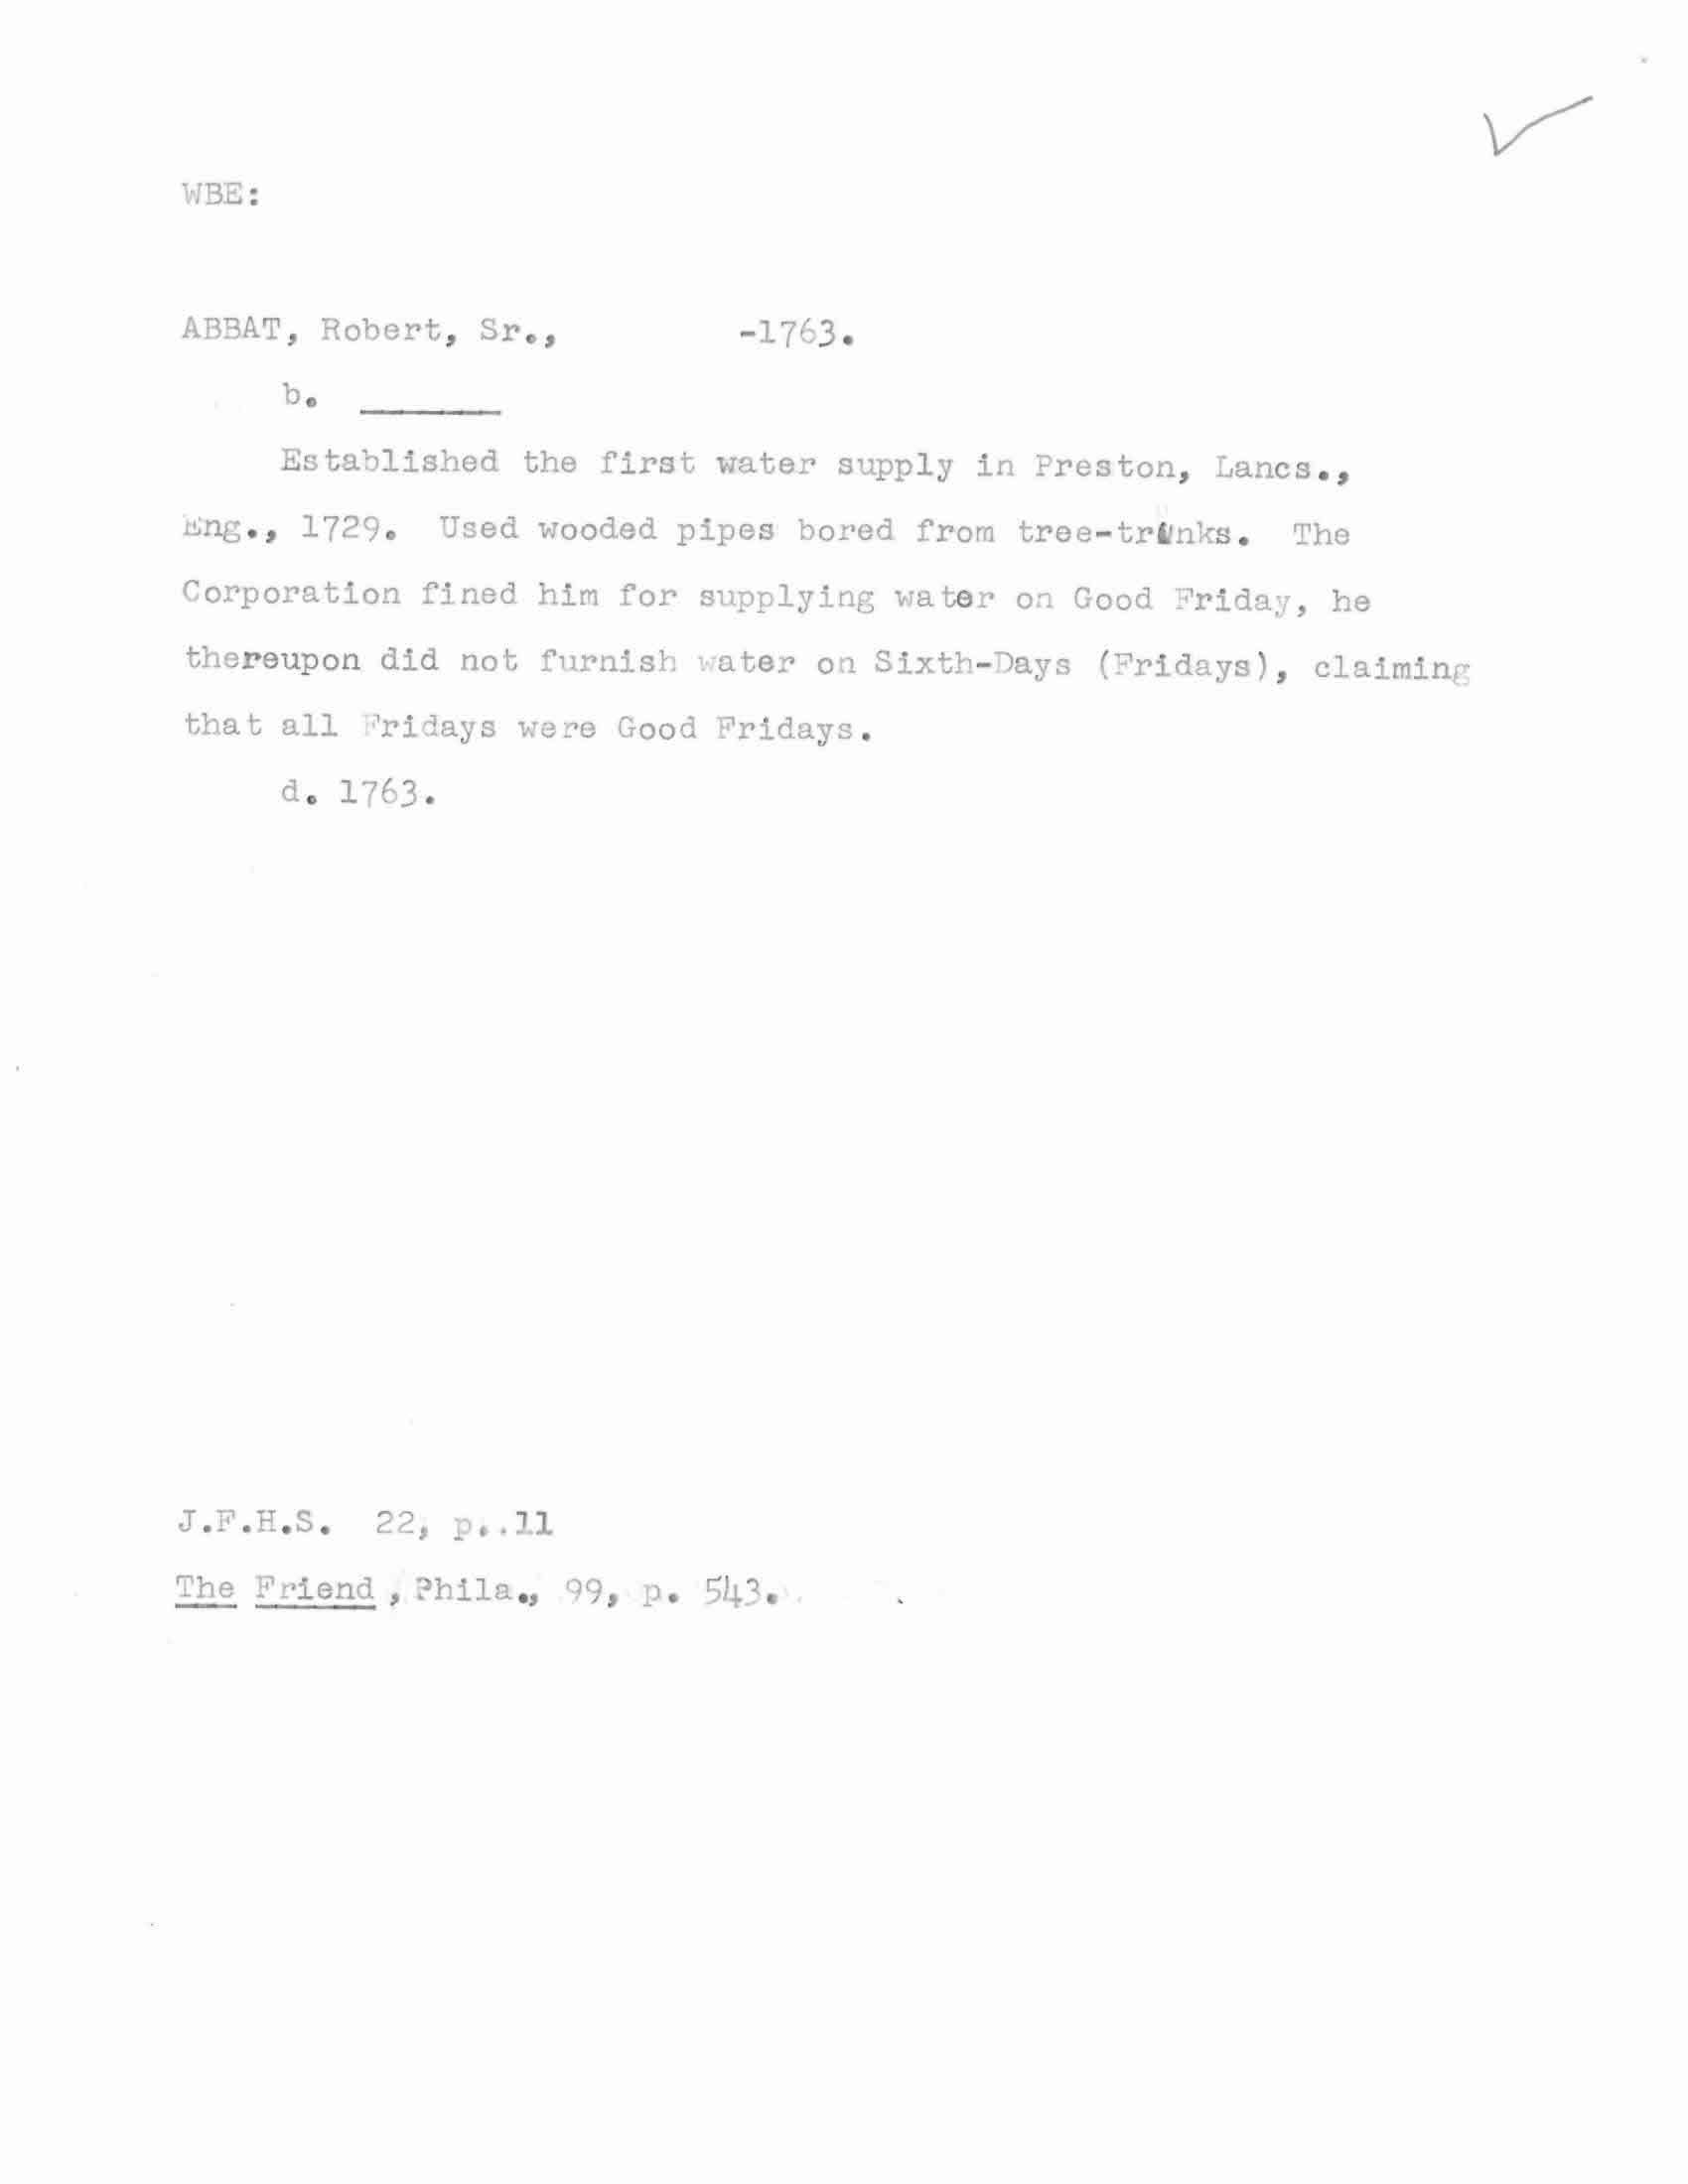 WBE:
ABBAT, Robert, Sr., -1763.
b. ______
Established the first water supply in Preston, Lancs.,
Eng., 1729. Used wooded pipes bored from tree-trunks. The
Corporation fined him for supplying water on Good Friday, he
thereupon did not furnish water on Sixth-Days (Fridays), claiming
that all Fridays were Good Fridays.
d. 1763.
J.F.H.S. 22, p..11
The Friend, Phila., 99, p. 543.